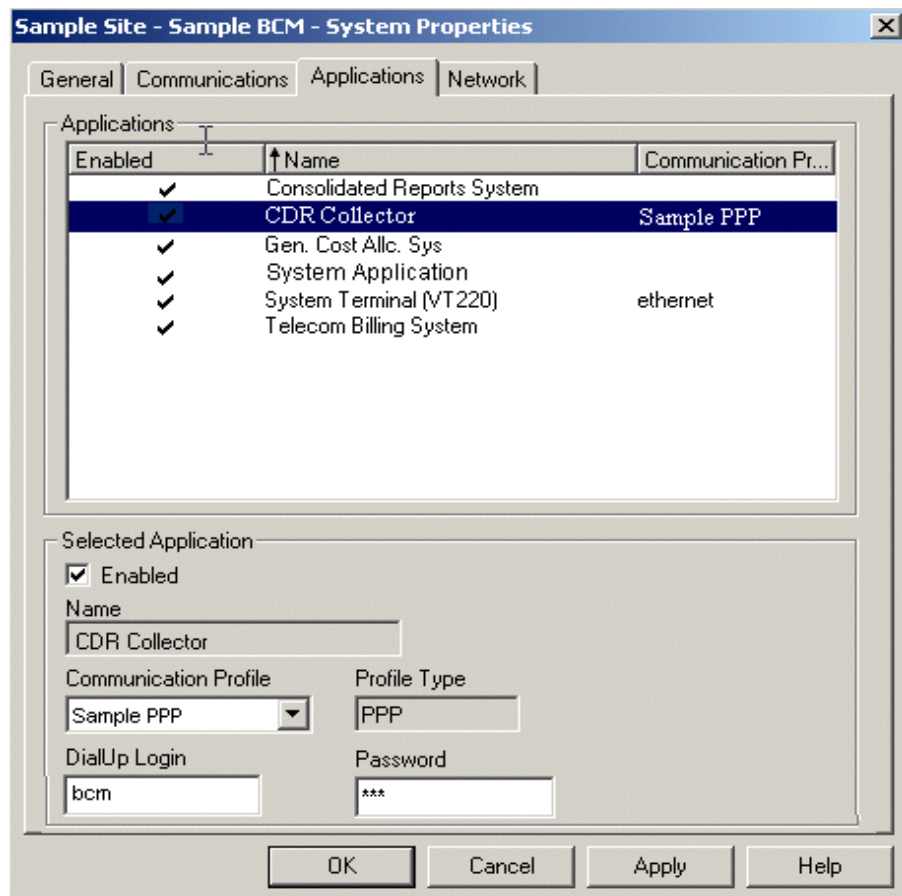 Sample Site - Sample BCM - System Properties
General Communications Applications Network
Applications
Enabled Name Communication Pr...
Consolidated Reports System
CDR Collector Sample PPP
Gen. Cost Allc. Sys
System Application
System Terminal (VT220) ethernet
Telecom Billing System
Selected Application
Enabled
Name
CDR Collector
Communication Profile Profile Type
Sample PPP PPP
DialUp Login Password
bcm ***
OK Cancel Apply Help